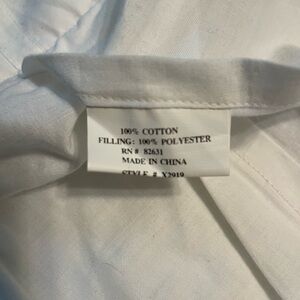 100% COTTON
FILLING: 100% POLYESTER
RN # 82631
MADE IN CHINA
STYLE # X2919